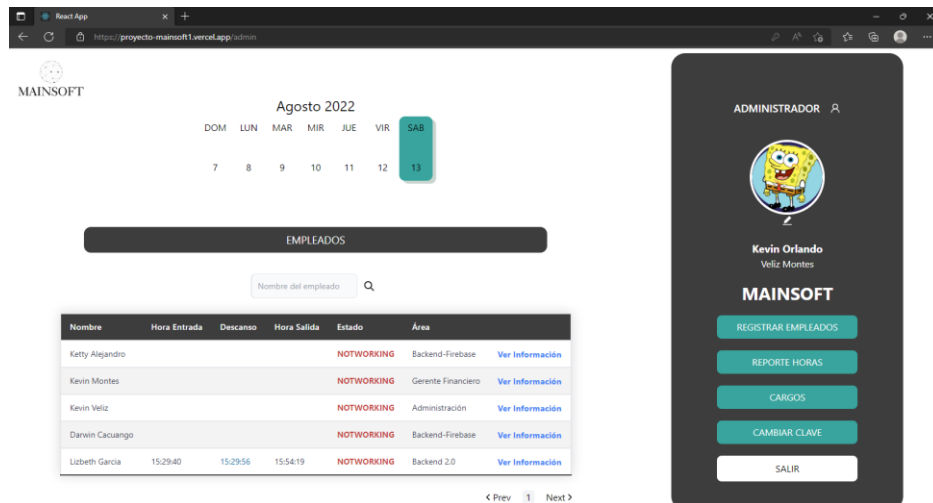 React App
https://proyecto-mainsoft1.vercel.app/admin
MAINSOFT
Agosto 2022
DOM LUN MAR MIR JUE VIR SAB
7 8 9 10 11 12 13
EMPLEADOS
Nombre del empleado
Nombre Hora Entrada Descanso Hora Salida Estado Área
Ketty Alejandro NOTWORKING Backend-Firebase Ver Información
Kevin Montes NOTWORKING Gerente Financiero Ver Información
Kevin Veliz NOTWORKING Administración Ver Información
Darwin Cacuango NOTWORKING Backend-Firebase Ver Información
Lizbeth Garcia 15:29:40 15:29:56 15:54:19 NOTWORKING Backend 2.0 Ver Información
Prev 1 Next
ADMINISTRADOR
Kevin Orlando
Veliz Montes
MAINSOFT
REGISTRAR EMPLEADOS
REPORTE HORAS
CARGOS
CAMBIAR CLAVE
SALIR